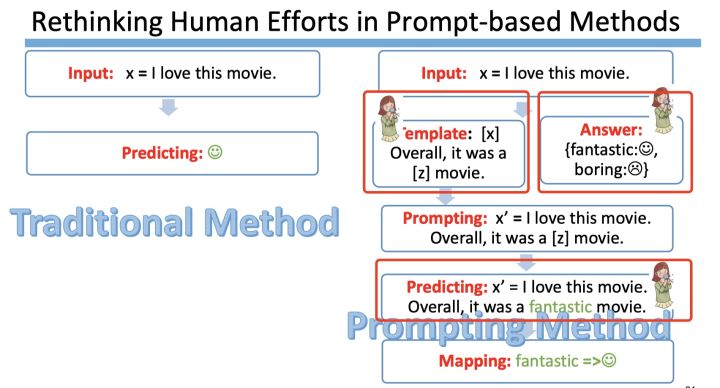 Rethinking Human Efforts in Prompt-based Methods
Input: x = I love this movie.
Predicting: ☺
Traditional Method
Input: x = I love this movie.
emplate: [x]
Overall, it was a
[z] movie.
Answer:
{fantastic:☺,
boring:☹}
Prompting: x’ = I love this movie.
Overall, it was a [z] movie.
Predicting: x’ = I love this movie.
Overall, it was a fantastic movie.
Prompting Method
Mapping: fantastic =>☺